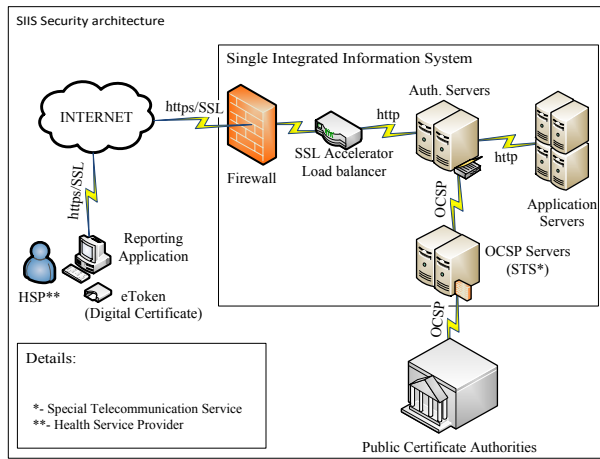 SIIS Security architecture
Single Integrated Information System
INTERNET
https/SSL
Firewall
SSL Accelerator
Load balancer
http
Auth. Servers
http
Application
Servers
https/SSL
Reporting
Application
HSP**
eToken
(Digital Certificate)
OCSP
OCSP Servers
(STS*)
OCSP
Public Certificate Authorities
Details:
*- Special Telecommunication Service
**- Health Service Provider